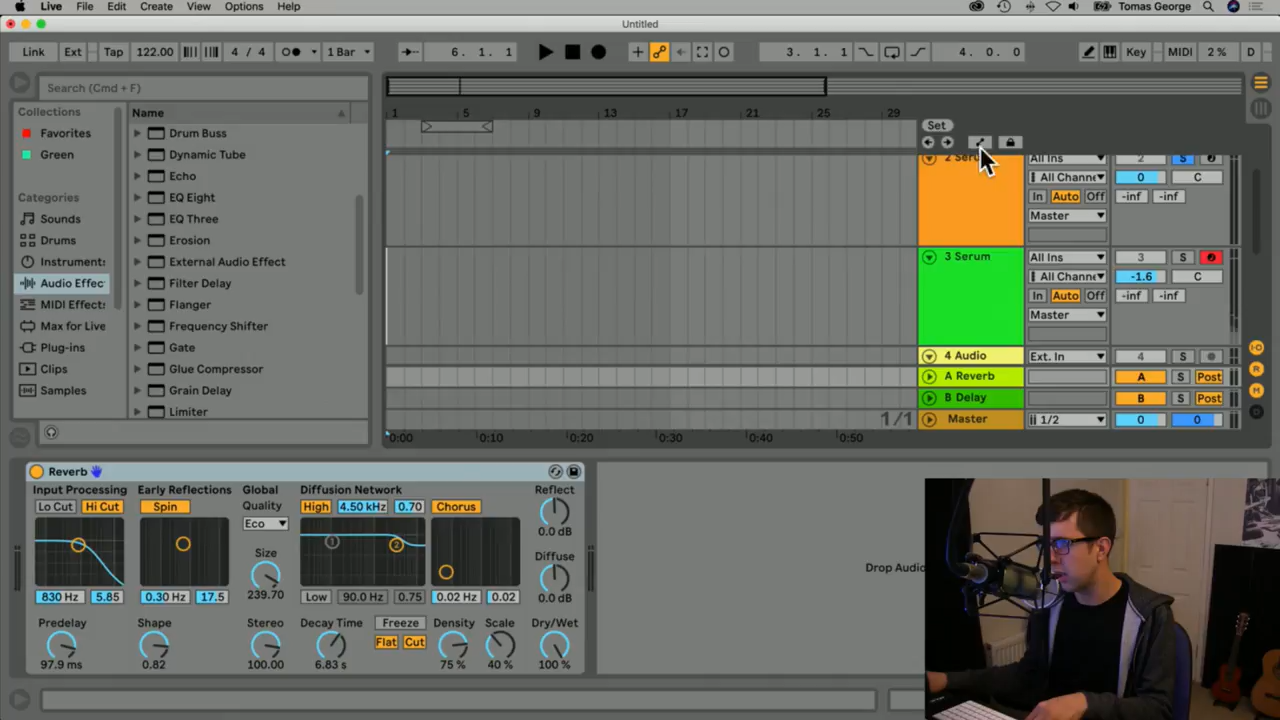 Live File Edit Create View Options Help Tomas George
Untitled
Link Ext Tap 122.00 4 / 4 1 Bar 6. 1. 1 3. 1. 1 4. 0. 0 Key MIDI 2 % D
Search (Cmd + F)
Collections
Favorites
Green
Categories
Sounds
Drums
Instruments
Audio Effec
MIDI Effects
Max for Live
Plug-ins
Clips
Samples
Name
Drum Buss
Dynamic Tube
Echo
EQ Eight
EQ Three
Erosion
External Audio Effect
Filter Delay
Flanger
Frequency Shifter
Gate
Glue Compressor
Grain Delay
Limiter
1 5 9 13 17 21 25 29
Set
2 Seru All Ins 2 S
All Channe 0 C
In Auto Off -inf -inf
Master
3 Serum All Ins 3 S
All Channe -1.6 C
In Auto Off -inf -inf
Master
4 Audio Ext. In 4 S
A Reverb A S Post
B Delay B S Post
1/1 Master 1/2 0 0
0:00 0:10 0:20 0:30 0:40 0:50
Reverb
Input Processing
Lo Cut Hi Cut
830 Hz 5.85
Predelay
97.9 ms
Early Reflections
Spin
0.30 Hz 17.5
Shape
0.82
Global
Quality
Eco
Size
239.70
Stereo
100.00
Diffusion Network
High 4.50 kHz 0.70 Chorus
1 2
Low 90.0 Hz 0.75 0.02 Hz 0.02
Decay Time
6.83 s
Freeze
Flat Cut
Density
75 %
Scale
40 %
Reflect
0.0 dB
Diffuse
0.0 dB
Dry/Wet
100 %
Drop Audio